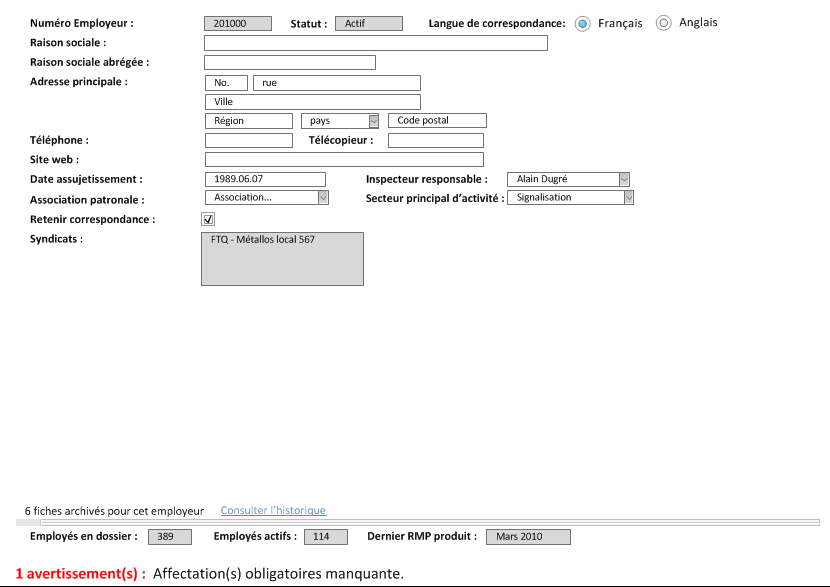 Numéro Employeur : 201000 Statut : Actif Langue de correspondance: Français Anglais
Raison sociale :
Raison sociale abrégée :
Adresse principale : No. rue
Ville
Région pays Code postal
Téléphone : Télécopieur :
Site web :
Date assujetissement : 1989.06.07 Inspecteur responsable : Alain Dugré
Association patronale : Association... Secteur principal d'activité : Signalisation
Retenir correspondance :
Syndicats : FTQ - Métallos local 567
6 fiches archivés pour cet employeur Consulter l'historique
Employés en dossier : 389 Employés actifs : 114 Dernier RMP produit : Mars 2010
1 avertissement(s) : Affectation(s) obligatoires manquante.